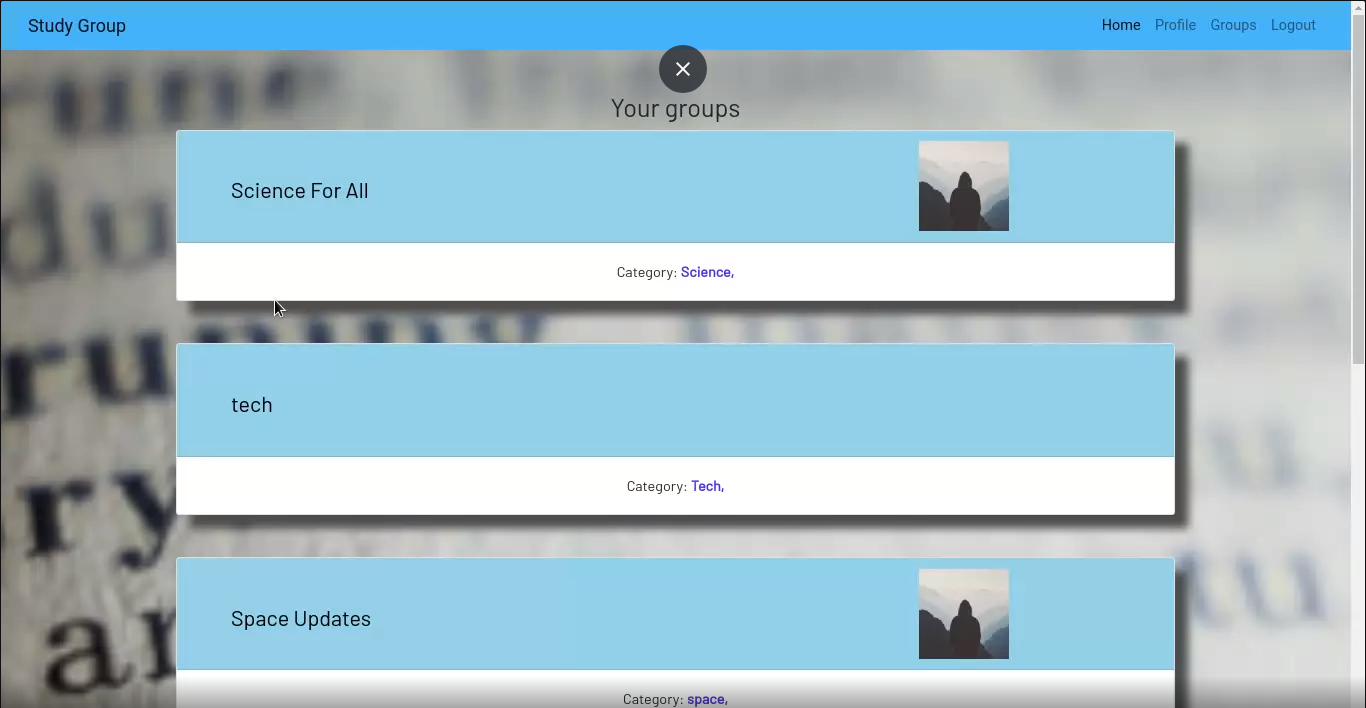 Study Group
Home Profile Groups Logout
Your groups
Science For All
Category: Science,
tech
Category: Tech,
Space Updates
Category: space,